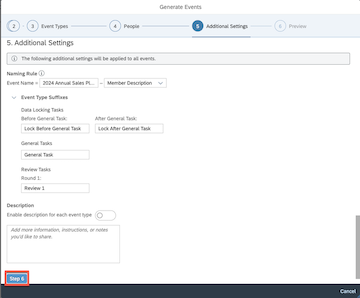 Generate Events
2 3 Event Types 4 People 5 Additional Settings 6 Preview
5. Additional Settings
The following additional settings will be applied to all events.
Naming Rule
Event Name = 2024 Annual Sales PL... – Member Description
Event Type Suffixes
Data Locking Tasks
Before General Task: After General Task:
Lock Before General Task Lock After General Task
General Tasks
General Task
Review Tasks
Round 1:
Review 1
Description
Enable description for each event type
Add more information, instructions, or notes
you'd like to share.
Step 6
Cancel